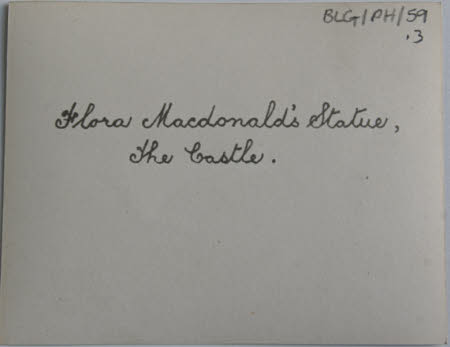 BLG/PH/59
.3
Flora Macdonald's Statue,
The Castle.